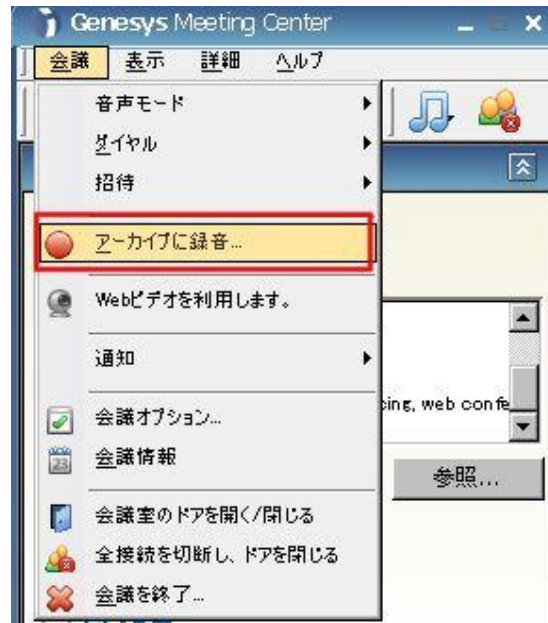 Genesys Meeting Center
会議 表示 詳細 ヘルプ
音声モード
ダイヤル
招待
アーカイブに録音...
Webビデオを利用します。
通知
cing, web confe
会議オプション...
会議情報
23
参照...
会議室のドアを開く/閉じる
全接続を切断し、ドアを閉じる
会議を終了...